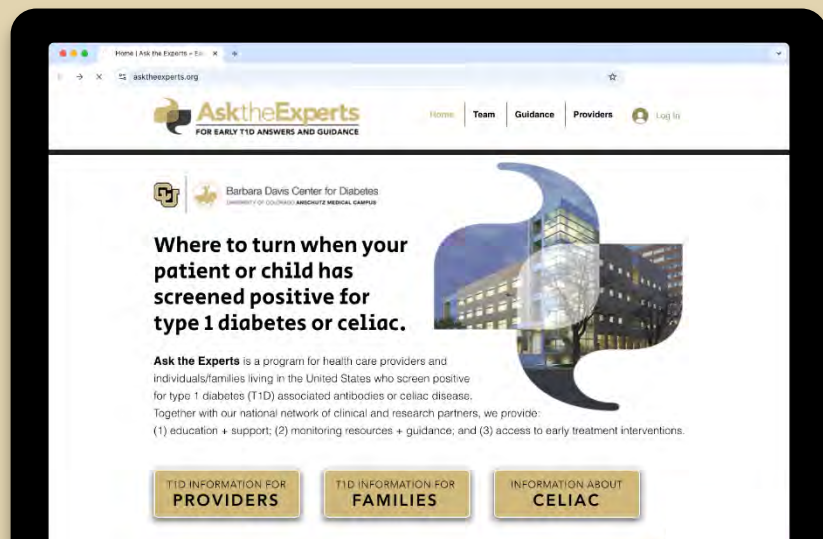 Home | Ask the Experts – Ea
asktheexperts.org
AsktheExperts
FOR EARLY T1D ANSWERS AND GUIDANCE
Home Team Guidance Providers Log In
CU Barbara Davis Center for Diabetes
UNIVERSITY OF COLORADO ANSCHUTZ MEDICAL CAMPUS
Where to turn when your
patient or child has
screened positive for
type 1 diabetes or celiac.
Ask the Experts is a program for health care providers and
individuals/families living in the United States who screen positive
for type 1 diabetes (T1D) associated antibodies or celiac disease.
Together with our national network of clinical and research partners, we provide:
(1) education + support; (2) monitoring resources + guidance; and (3) access to early treatment interventions.
T1D INFORMATION FOR
PROVIDERS
T1D INFORMATION FOR
FAMILIES
INFORMATION ABOUT
CELIAC